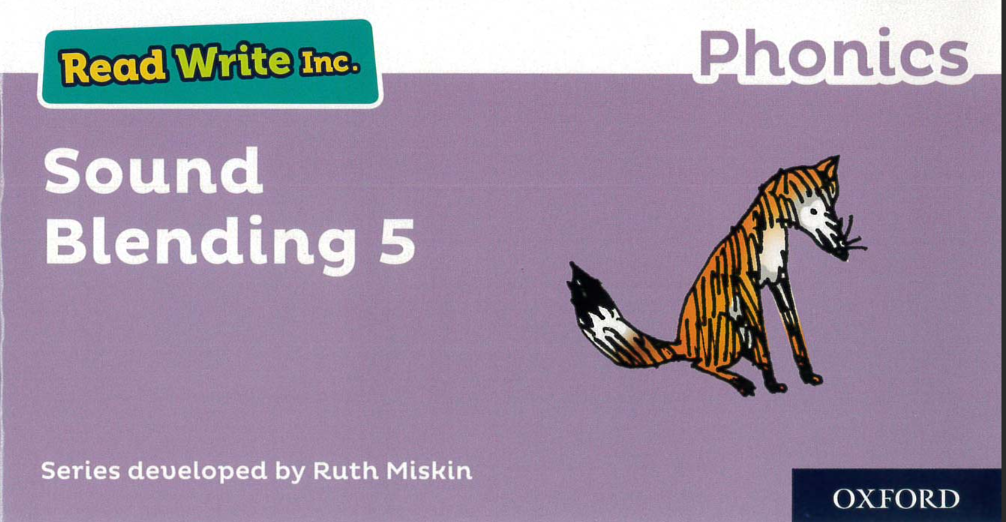 Read Write Inc.
Phonics
Sound
Blending 5
Series developed by Ruth Miskin
OXFORD